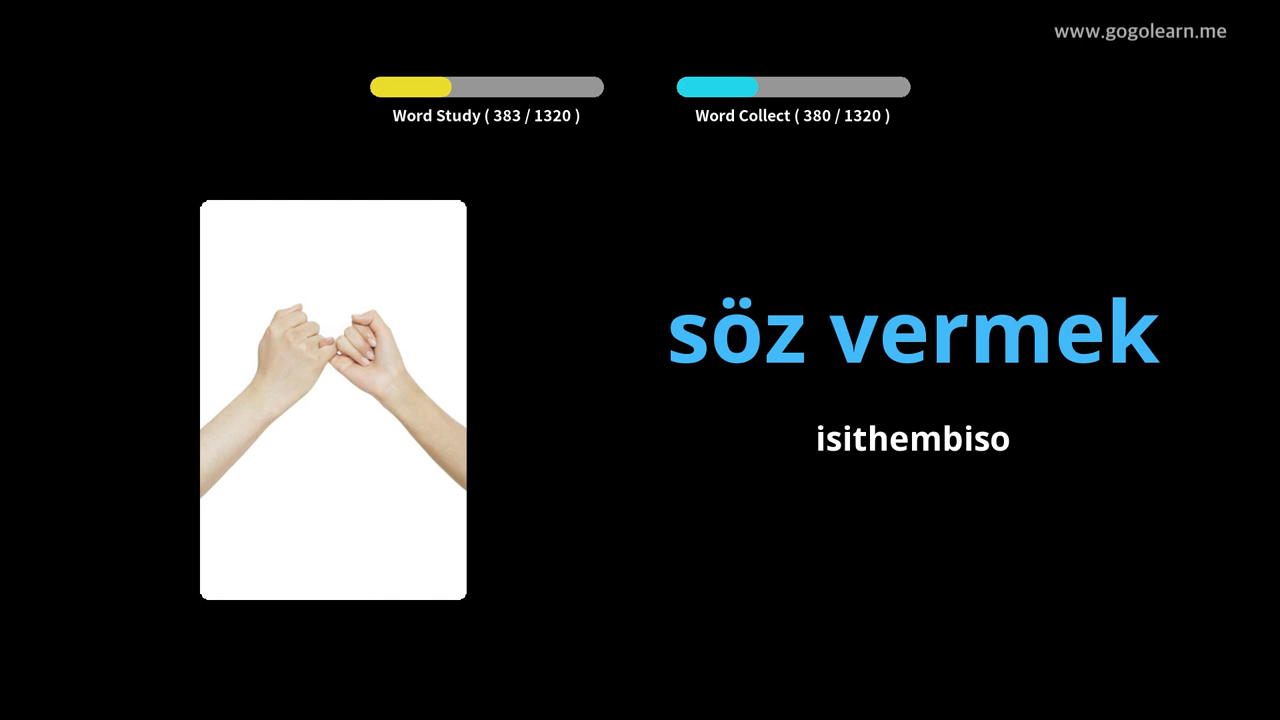 www.gogolearn.me
Word Study ( 383 / 1320 )
Word Collect ( 380 / 1320 )
söz vermek
isithembiso